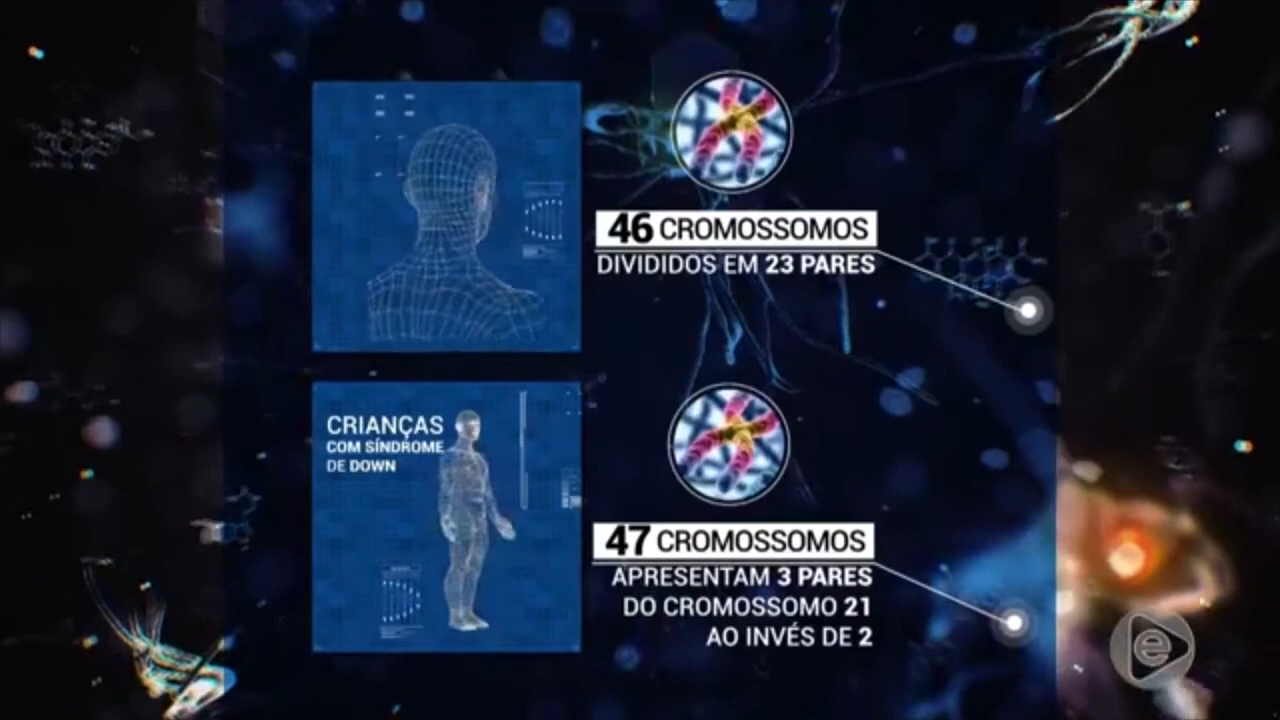 46 CROMOSSOMOS
DIVIDIDOS EM 23 PARES
CRIANÇAS
COM SÍNDROME
DE DOWN
47 CROMOSSOMOS
APRESENTAM 3 PARES
DO CROMOSSOMO 21
AO INVÉS DE 2
e